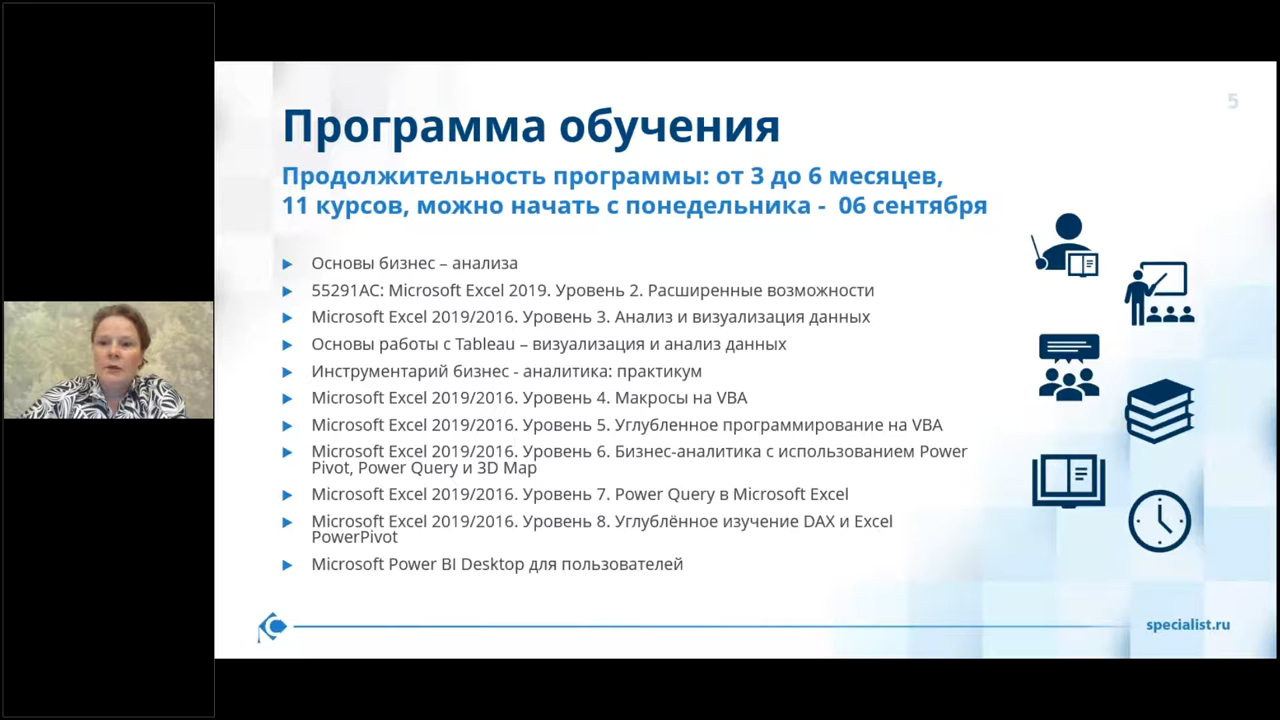 5
Программа обучения
Продолжительность программы: от 3 до 6 месяцев,
11 курсов, можно начать с понедельника - 06 сентября
Основы бизнес – анализа
55291AC: Microsoft Excel 2019. Уровень 2. Расширенные возможности
Microsoft Excel 2019/2016. Уровень 3. Анализ и визуализация данных
Основы работы с Tableau – визуализация и анализ данных
Инструментарий бизнес - аналитика: практикум
Microsoft Excel 2019/2016. Уровень 4. Макросы на VBA
Microsoft Excel 2019/2016. Уровень 5. Углубленное программирование на VBA
Microsoft Excel 2019/2016. Уровень 6. Бизнес-аналитика с использованием Power
Pivot, Power Query и 3D Map
Microsoft Excel 2019/2016. Уровень 7. Power Query в Microsoft Excel
Microsoft Excel 2019/2016. Уровень 8. Углублённое изучение DAX и Excel
PowerPivot
Microsoft Power BI Desktop для пользователей
specialist.ru